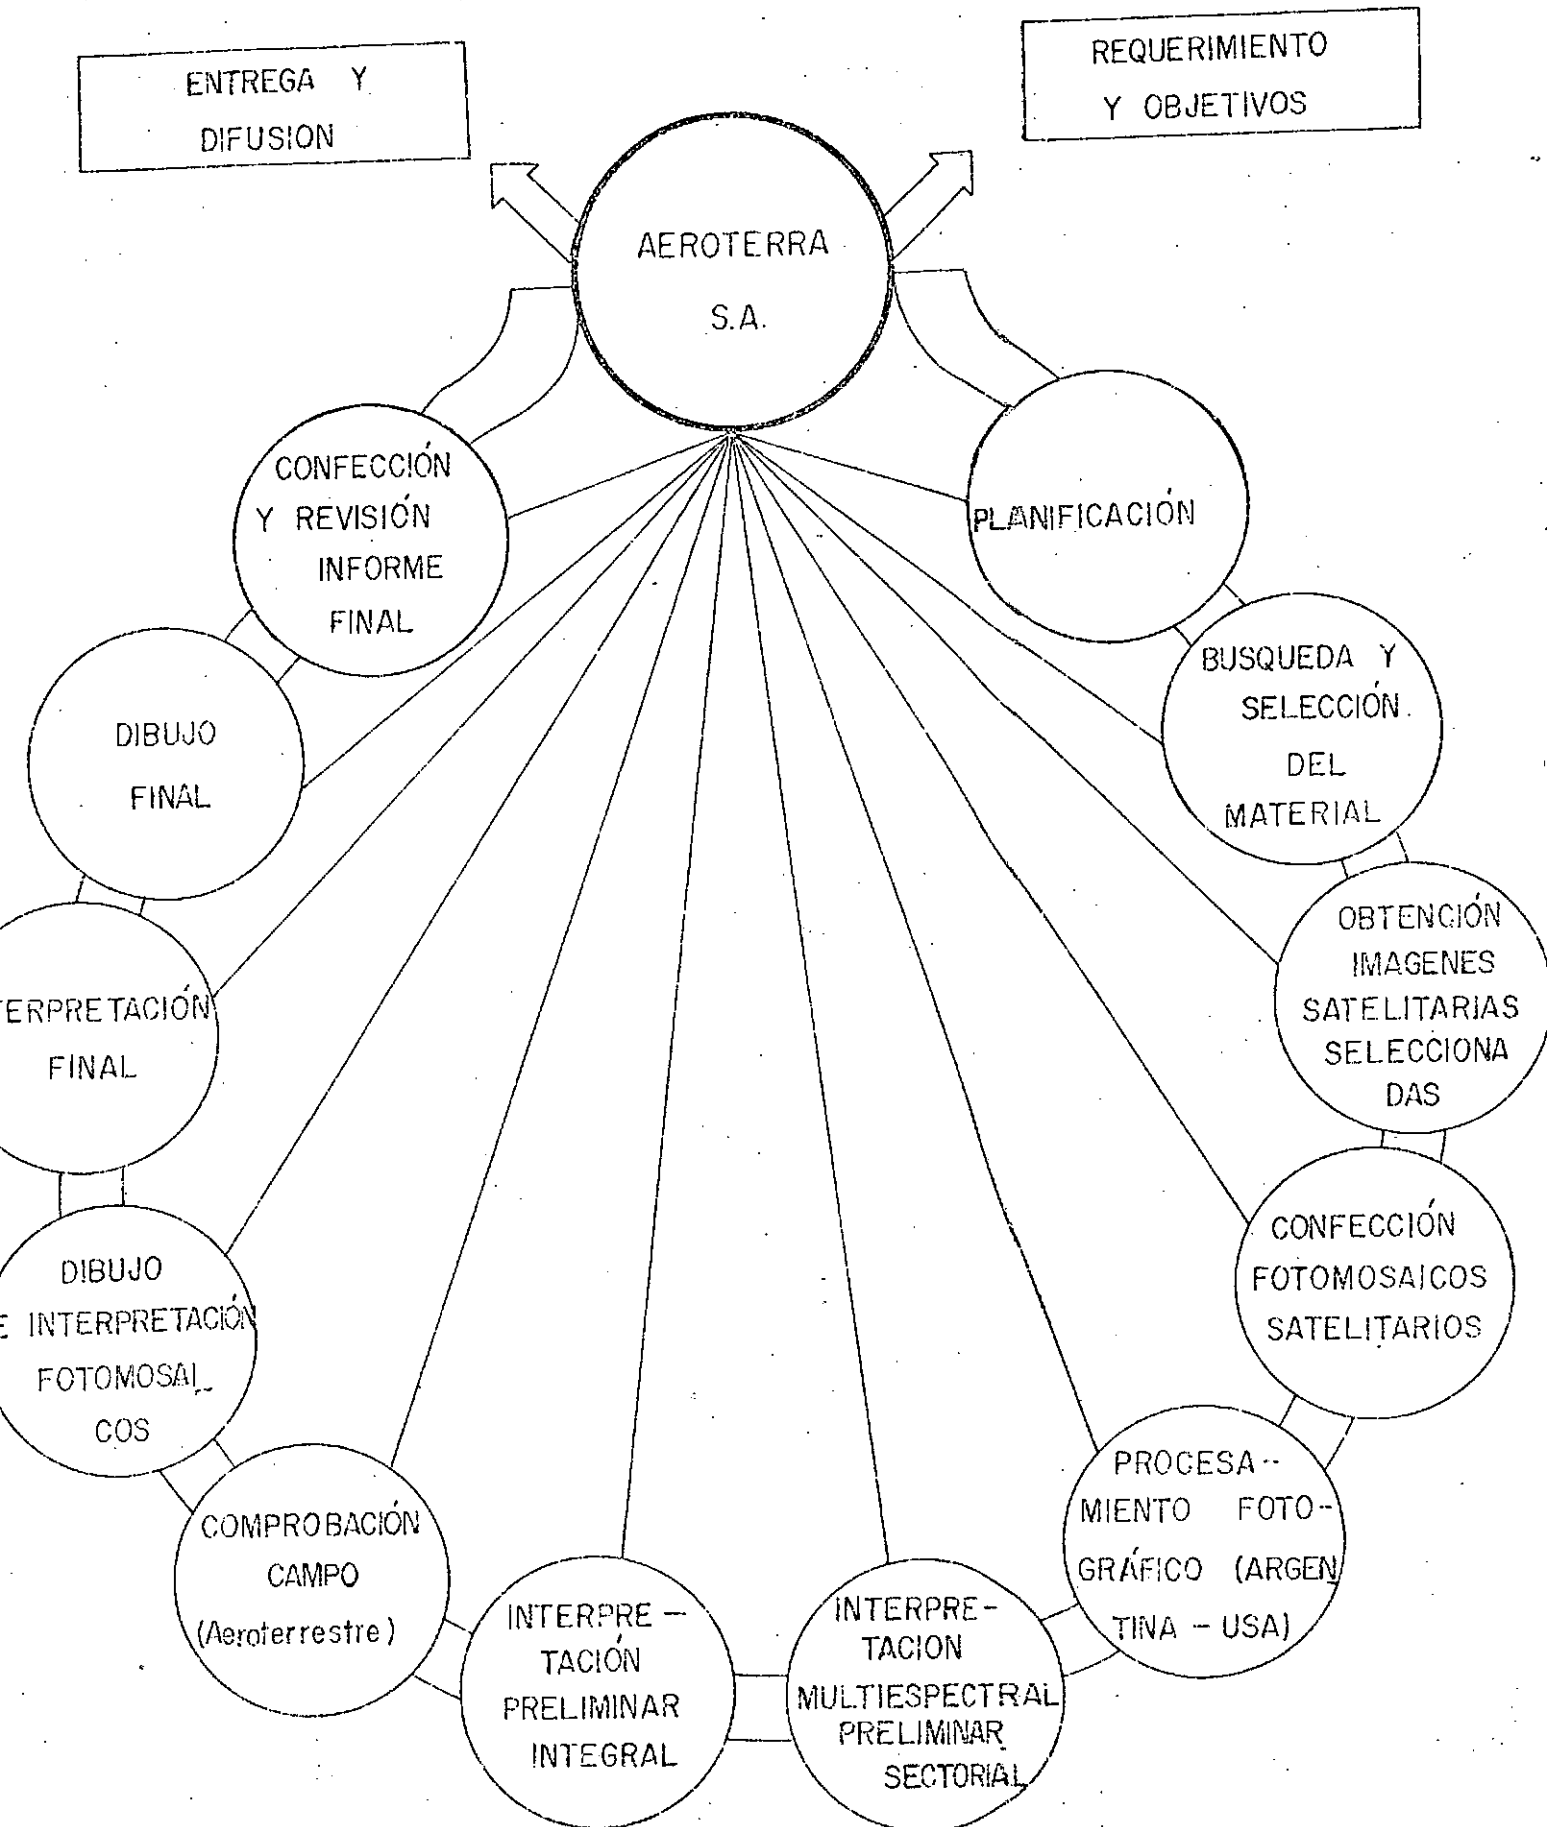 ENTREGA Y
DIFUSION
REQUERIMIENTO
Y OBJETIVOS
AEROTERRA
S.A.
PLANIFICACIÓN
BUSQUEDA Y
SELECCIÓN
DEL
MATERIAL
OBTENCIÓN
IMAGENES
SATELITARIAS
SELECCIONA
DAS
CONFECCIÓN
FOTOMOSAICOS
SATELITARIOS
PROCESA--
MIENTO FOTO-
GRÁFICO (ARGEN
TINA - USA)
INTERPRE-
TACION
MULTIESPECTRAL
PRELIMINAR
SECTORIAL
INTERPRE-
TACIÓN
PRELIMINAR
INTEGRAL
COMPROBACIÓN
CAMPO
(Aeroterrestre)
DIBUJO
E INTERPRETACIÓN
FOTOMOSAI-
COS
TERPRETACIÓN
FINAL
DIBUJO
FINAL
CONFECCIÓN
Y REVISIÓN
INFORME
FINAL